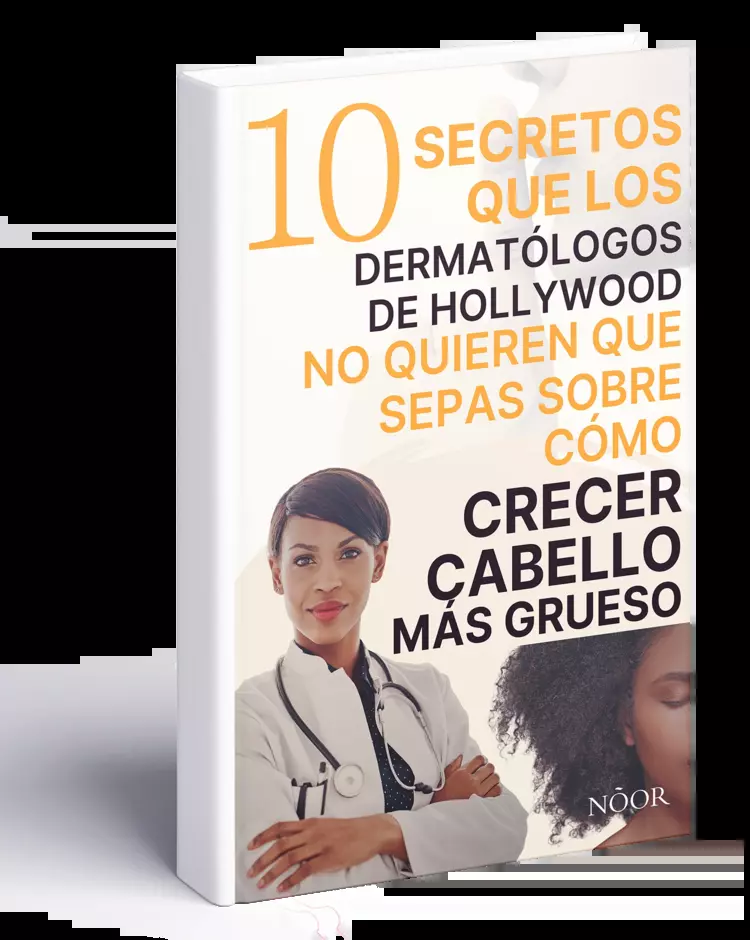 10 SECRETOS
QUE LOS
DERMATÓLOGOS
DE HOLLYWOOD
NO QUIEREN QUE
SEPAS SOBRE
CÓMO
CRECER
CABELLO
MÁS GRUESO
NŌOR